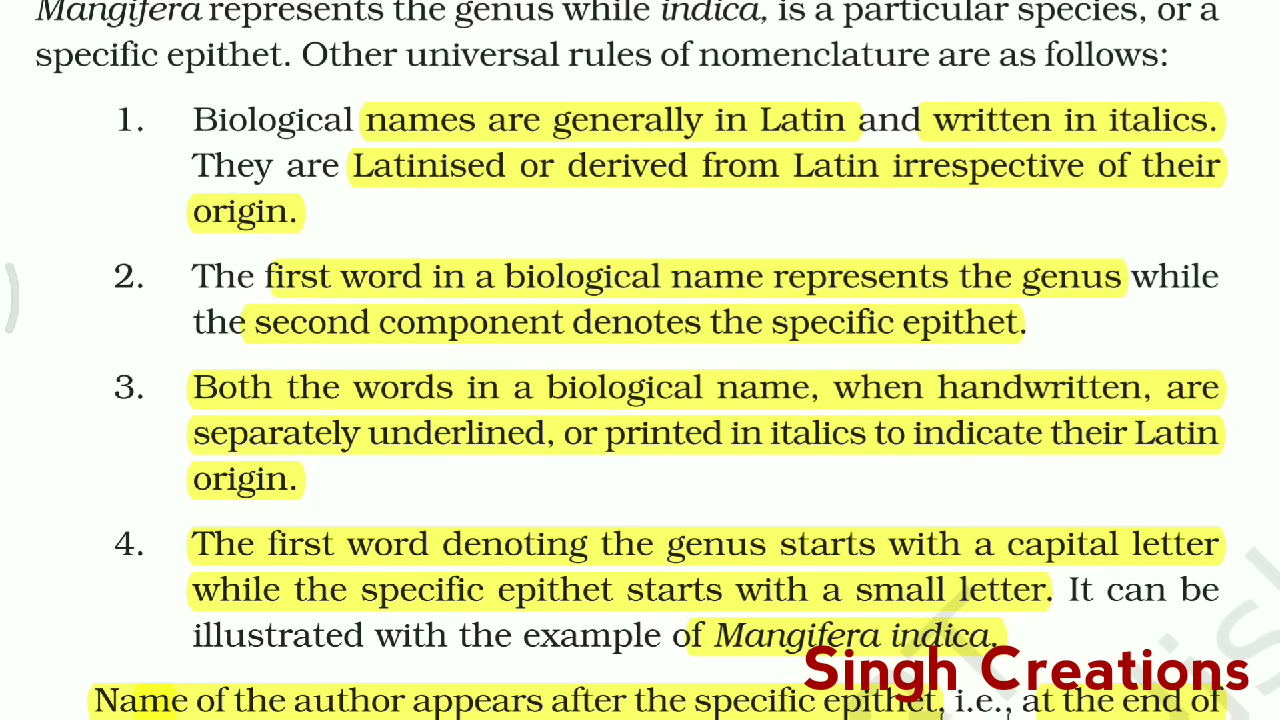 Mangifera represents the genus while indica, is a particular species, or a
specific epithet. Other universal rules of nomenclature are as follows:
1. Biological names are generally in Latin and written in italics.
They are Latinised or derived from Latin irrespective of their
origin.
2. The first word in a biological name represents the genus while
the second component denotes the specific epithet.
3. Both the words in a biological name, when handwritten, are
separately underlined, or printed in italics to indicate their Latin
origin.
4. The first word denoting the genus starts with a capital letter
while the specific epithet starts with a small letter. It can be
illustrated with the example of Mangifera indica.
Singh Creations
Name of the author appears after the specific epithet, i.e., at the end of